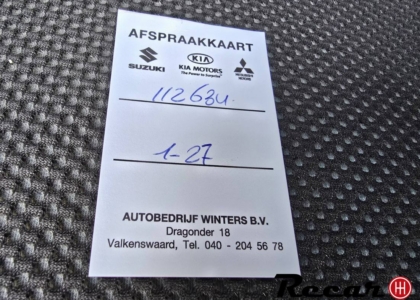 AFSPRAAKKAART
SUZUKI
KIA
KIA MOTORS
The Power to Surprise
MITSUBISHI
MOTORS
1-27
AUTOBEDRIJF WINTERS B.V.
Dragonder 18
Valkenswaard, Tel. 040 - 204 56 78
Recar